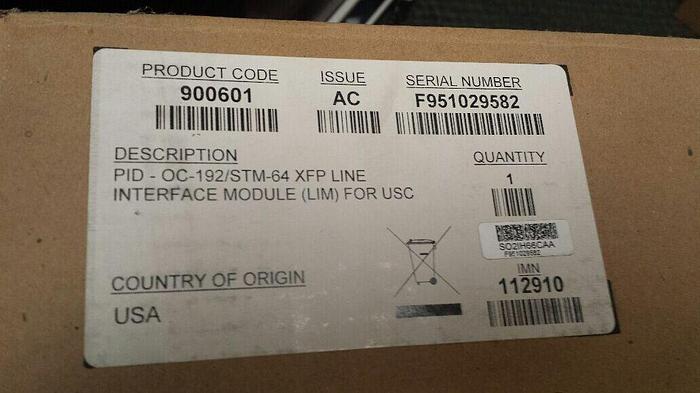 PRODUCT CODE
900601
ISSUE
AC
SERIAL NUMBER
F951029582
DESCRIPTION
PID - OC-192/STM-64 XFP LINE
INTERFACE MODULE (LIM) FOR USC
QUANTITY
1
SO2IH66CAA
F951029582
IMN
112910
COUNTRY OF ORIGIN
USA